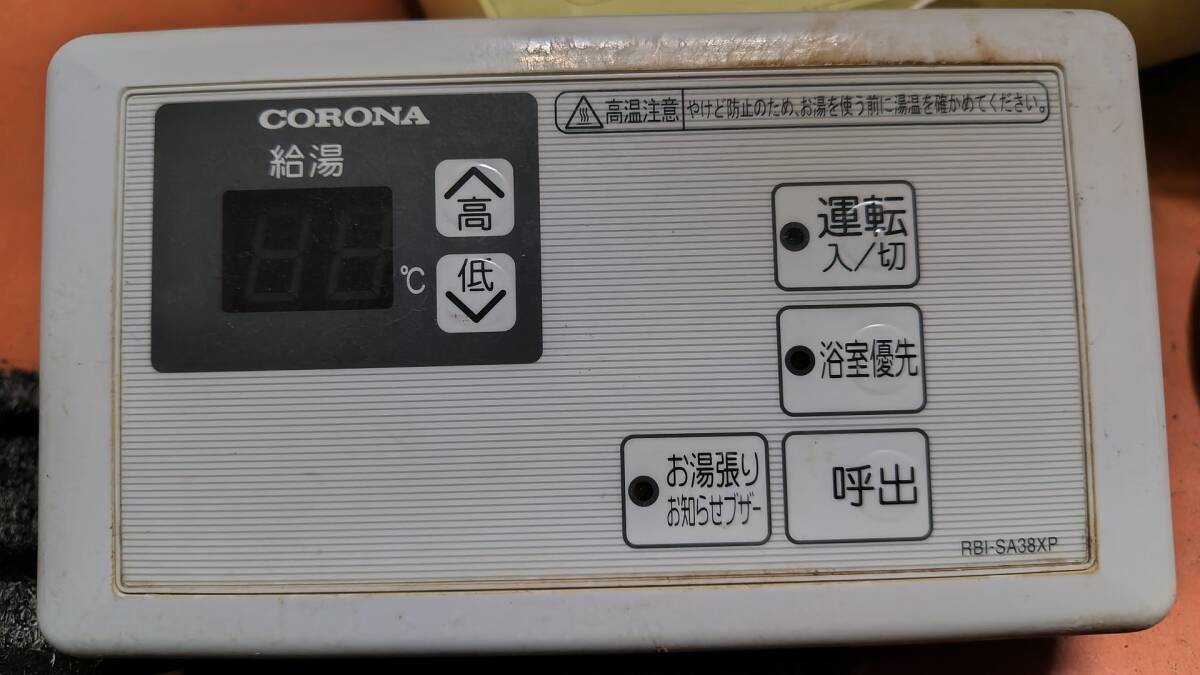 CORONA
給湯
℃
高
低
高温注意 やけど防止のため、お湯を使う前に湯温を確かめてください。
運転
入/切
浴室優先
お湯張り
お知らせブザー
呼出
RBI-SA38XP